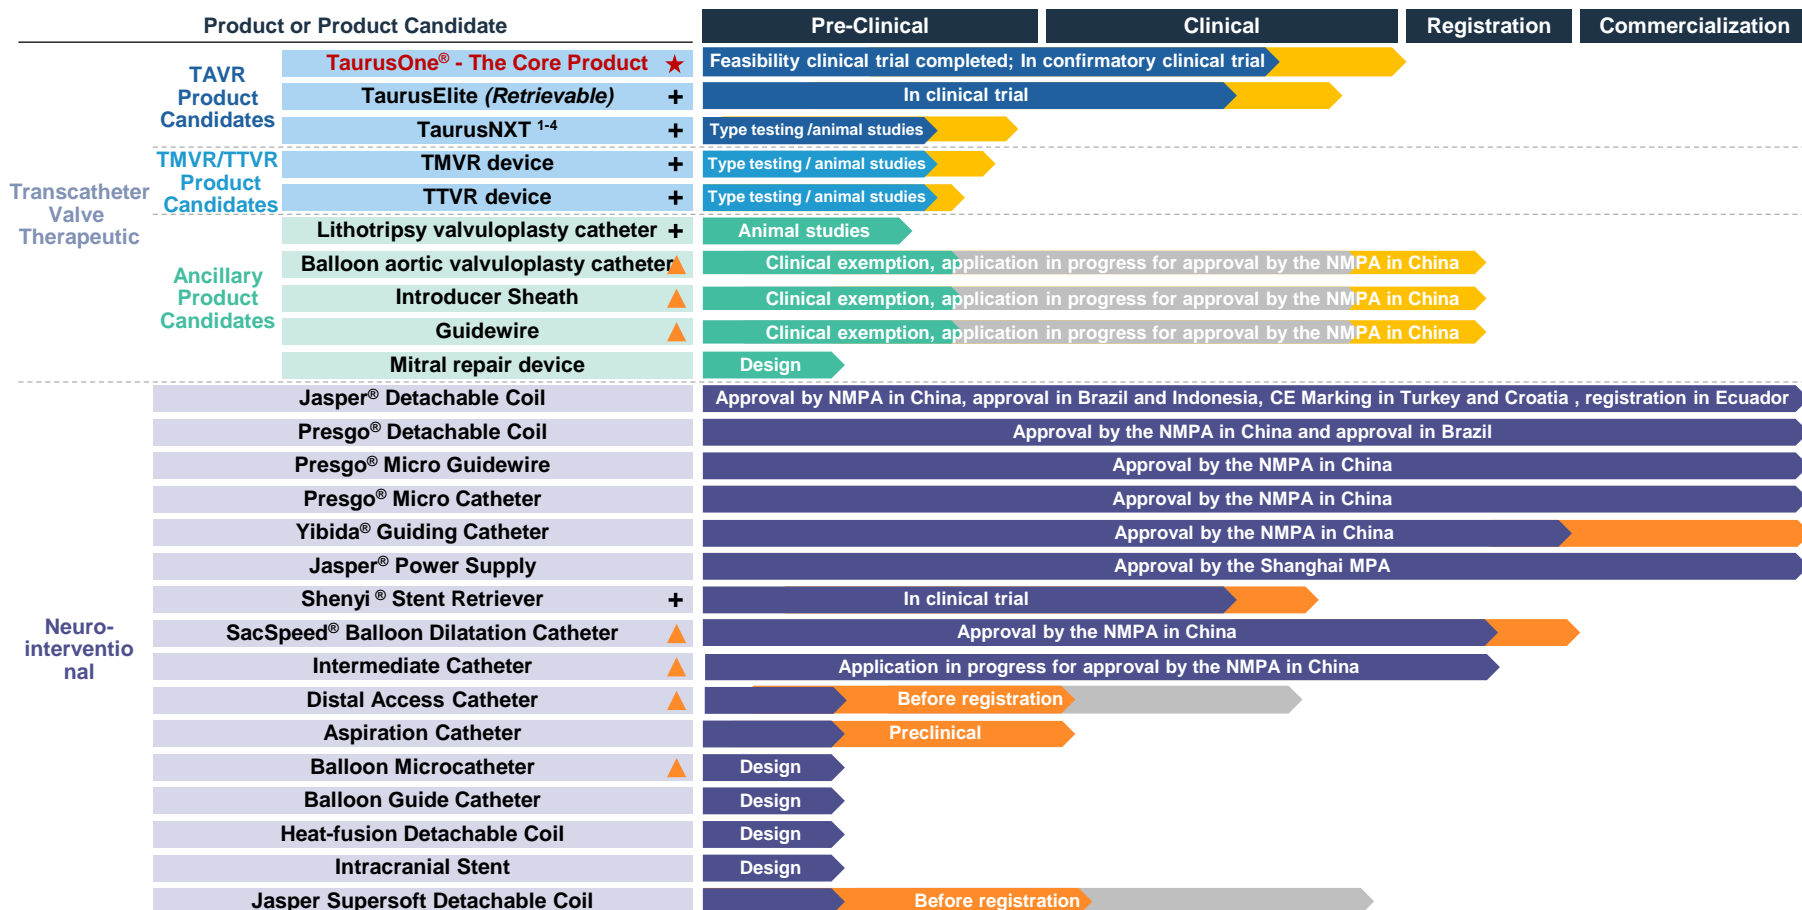 Product or Product Candidate
Pre-Clinical
Clinical
Registration
Commercialization
Transcatheter
Valve
Therapeutic
TAVR
Product
Candidates
TaurusOne® - The Core Product ★
Feasibility clinical trial completed; In confirmatory clinical trial
TaurusElite (Retrievable) +
In clinical trial
TaurusNXT 1-4 +
Type testing /animal studies
TMVR/TTVR
Product
Candidates
TMVR device +
Type testing / animal studies
TTVR device +
Type testing / animal studies
Ancillary
Product
Candidates
Lithotripsy valvuloplasty catheter +
Animal studies
Balloon aortic valvuloplasty catheter
Clinical exemption, application in progress for approval by the NMPA in China
Introducer Sheath
Clinical exemption, application in progress for approval by the NMPA in China
Guidewire
Clinical exemption, application in progress for approval by the NMPA in China
Mitral repair device
Design
Neuro-
interventio
nal
Jasper® Detachable Coil
Approval by NMPA in China, approval in Brazil and Indonesia, CE Marking in Turkey and Croatia , registration in Ecuador
Presgo® Detachable Coil
Approval by the NMPA in China and approval in Brazil
Presgo® Micro Guidewire
Approval by the NMPA in China
Presgo® Micro Catheter
Approval by the NMPA in China
Yibida® Guiding Catheter
Approval by the NMPA in China
Jasper® Power Supply
Approval by the Shanghai MPA
Shenyi ® Stent Retriever +
In clinical trial
SacSpeed® Balloon Dilatation Catheter
Approval by the NMPA in China
Intermediate Catheter
Application in progress for approval by the NMPA in China
Distal Access Catheter
Before registration
Aspiration Catheter
Preclinical
Balloon Microcatheter
Design
Balloon Guide Catheter
Design
Heat-fusion Detachable Coil
Design
Intracranial Stent
Design
Jasper Supersoft Detachable Coil
Before registration